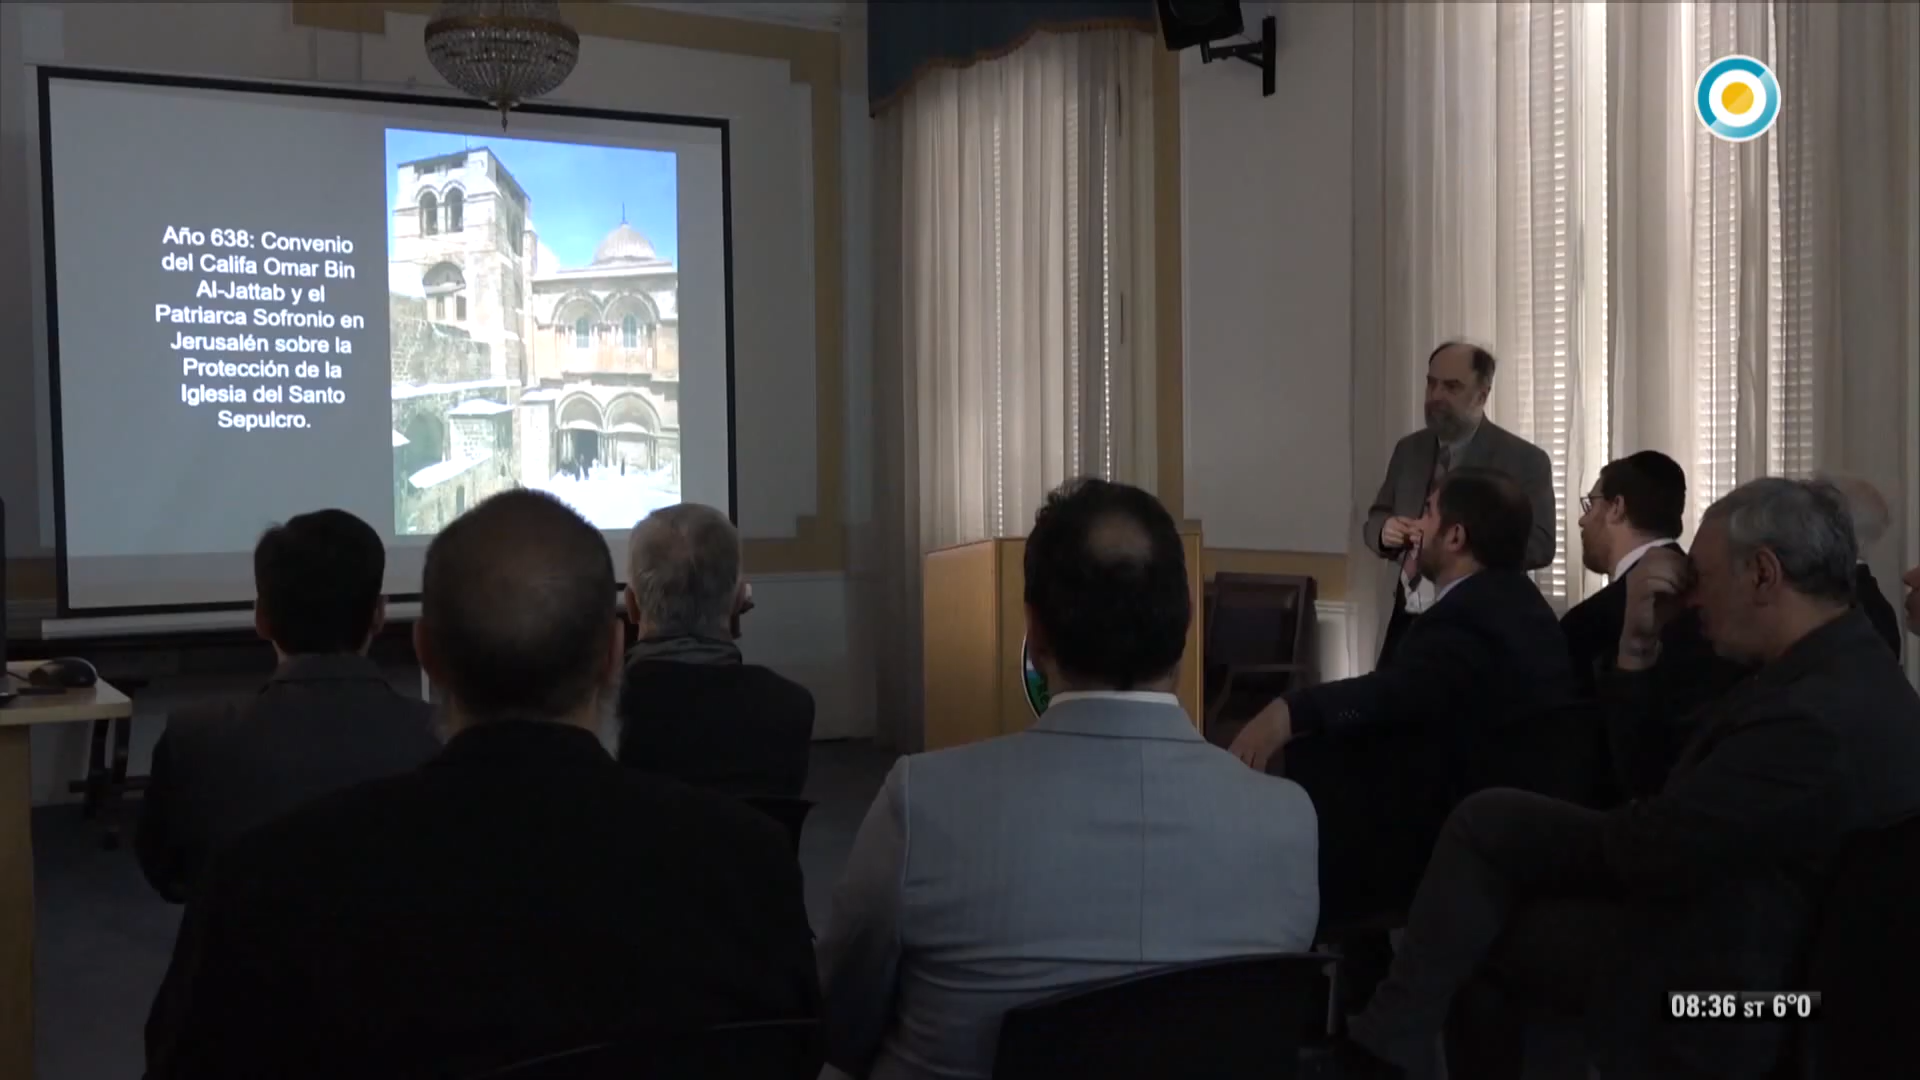 Año 638: Convenio
del Califa Omar Bin
Al-Jattab y el
Patriarca Sofronio en
Jerusalén sobre la
Protección de la
Iglesia del Santo
Sepulcro.
08:36 ST 6°0